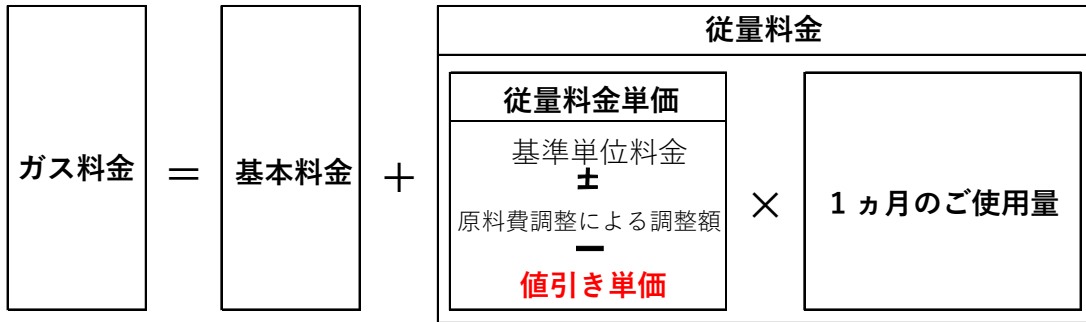 従量料金
従量料金単価
ガス料金 = 基本料金 + 基準単位料金
±
原料費調整による調整額
ー
値引き単価
× 1ヵ月のご使用量